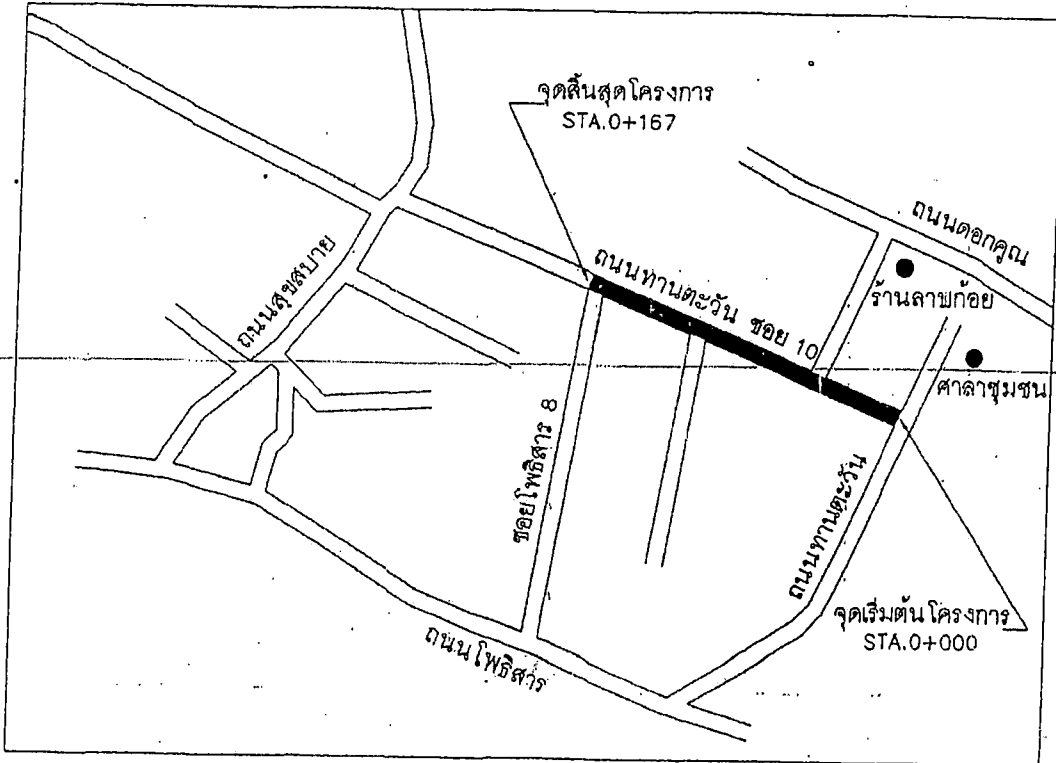 จุดสิ้นสุดโครงการ
STA.0+167
ถนนดอกคูณ
ถนนสุขสบาย
ถนนทานตะวัน ซอย 10
ร้านลาบก้อย
ศาลาชุมชน
ซอยโพธิสาร 8
ถนนทานตะวัน
จุดเริ่มต้นโครงการ
STA.0+000
ถนนโพธิสาร